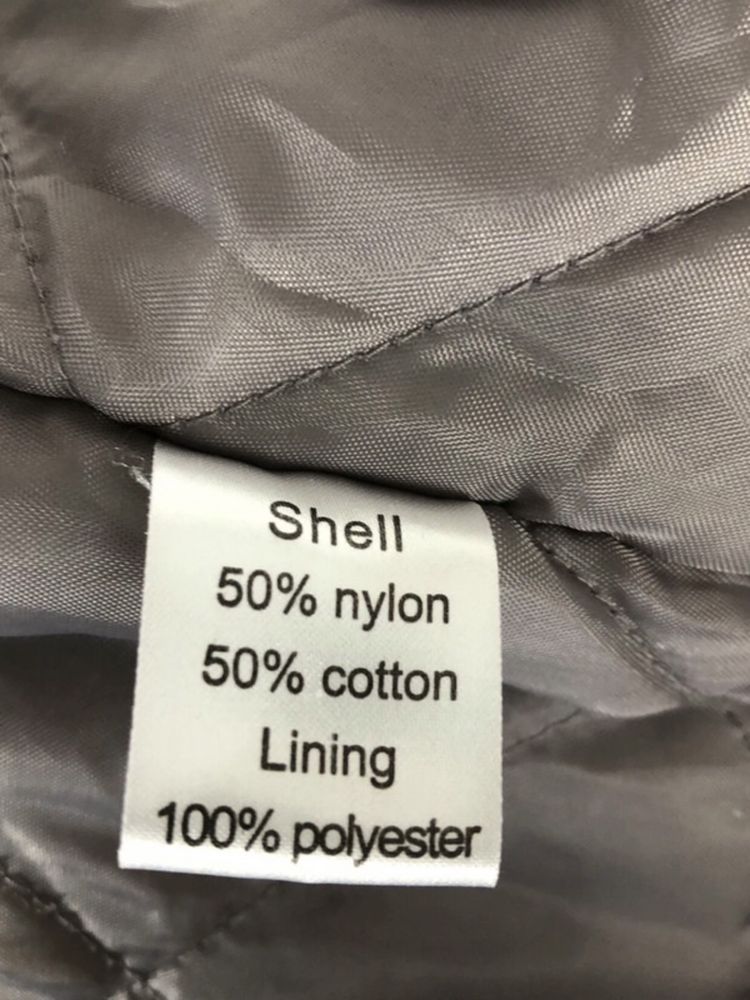 Shell
50% nylon
50% cotton
Lining
100% polyester